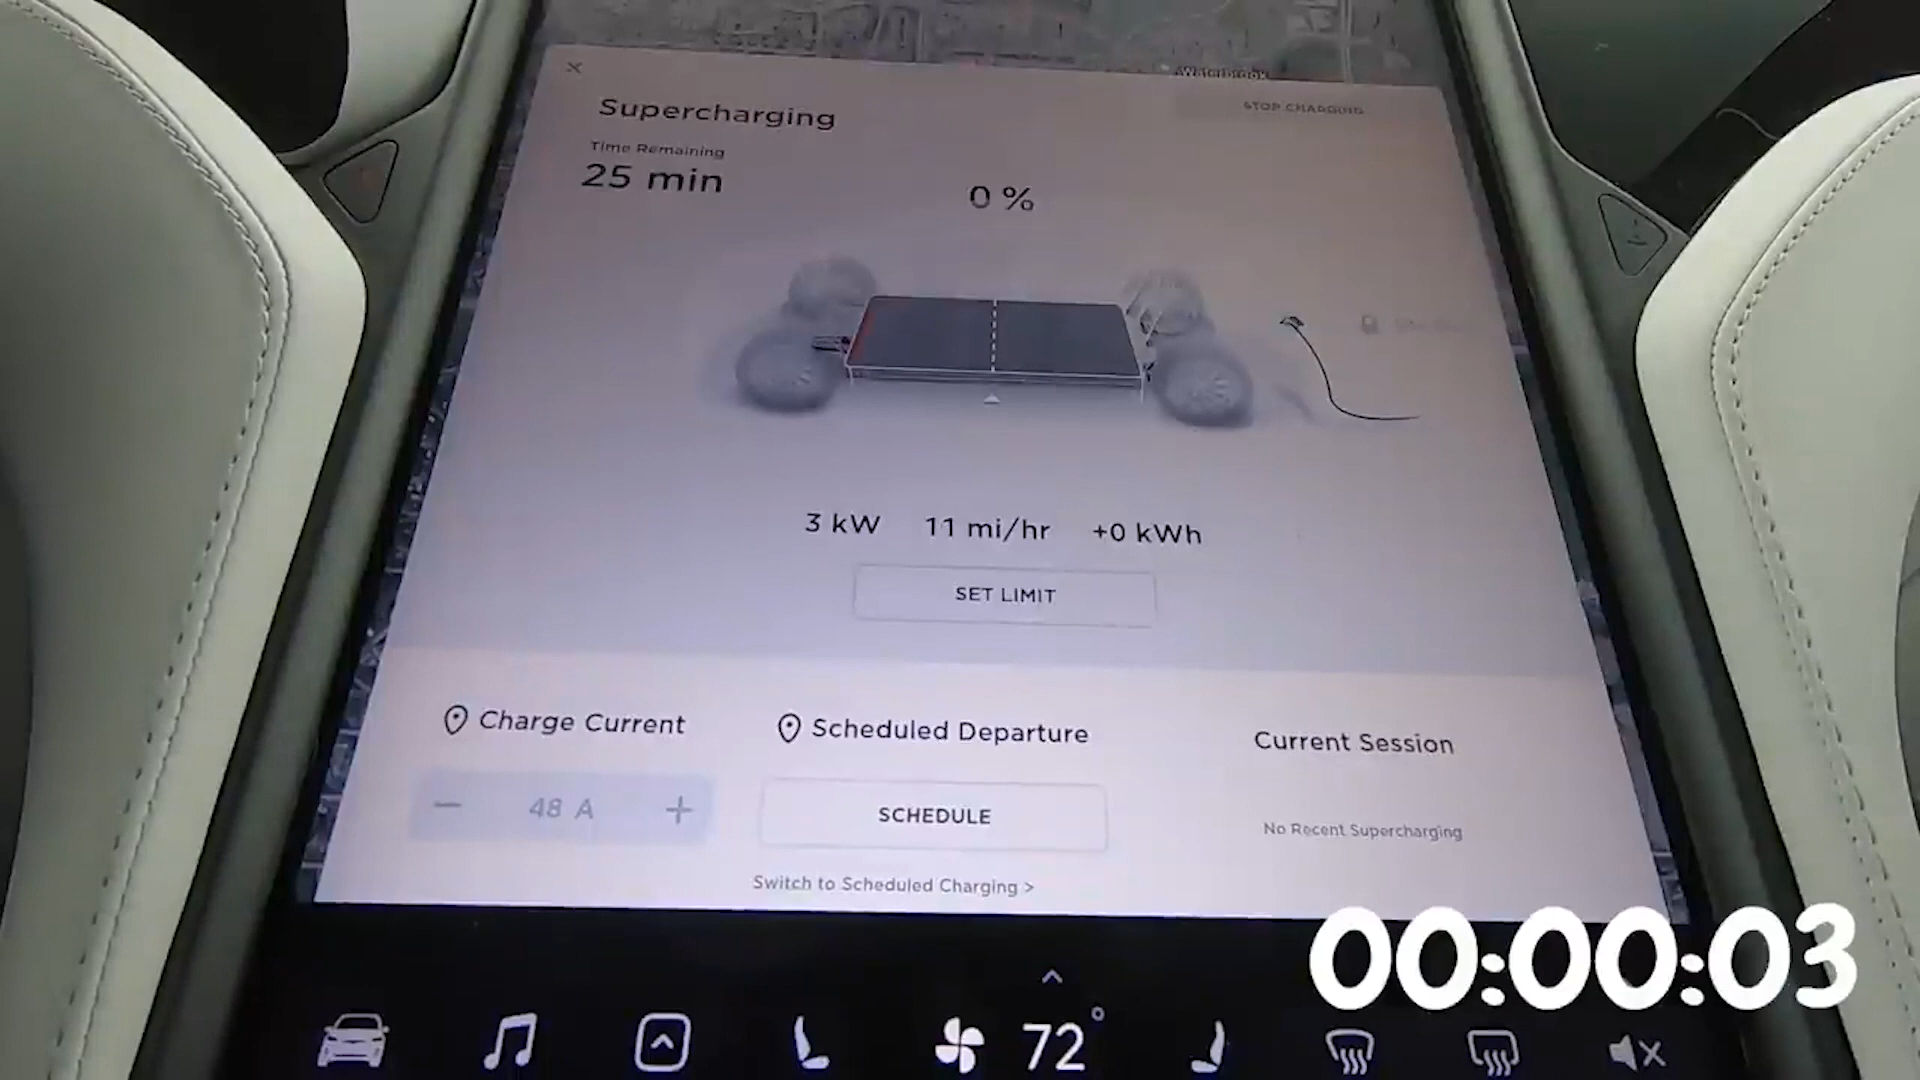 Waterbrook
Supercharging
STOP CHARGING
Time Remaining
25 min
0 %
3 kW 11 mi/hr +0 kWh
SET LIMIT
Charge Current
Scheduled Departure
Current Session
48 A
SCHEDULE
No Recent Supercharging
Switch to Scheduled Charging >
00:00:03
72°